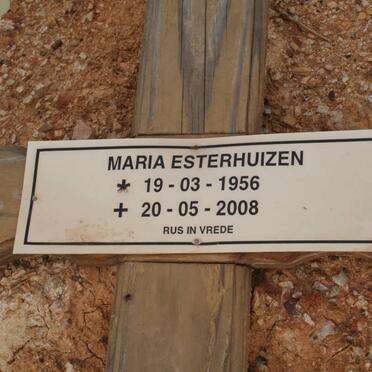 MARIA ESTERHUIZEN
* 19 - 03 - 1956
+ 20 - 05 - 2008
RUS IN VREDE